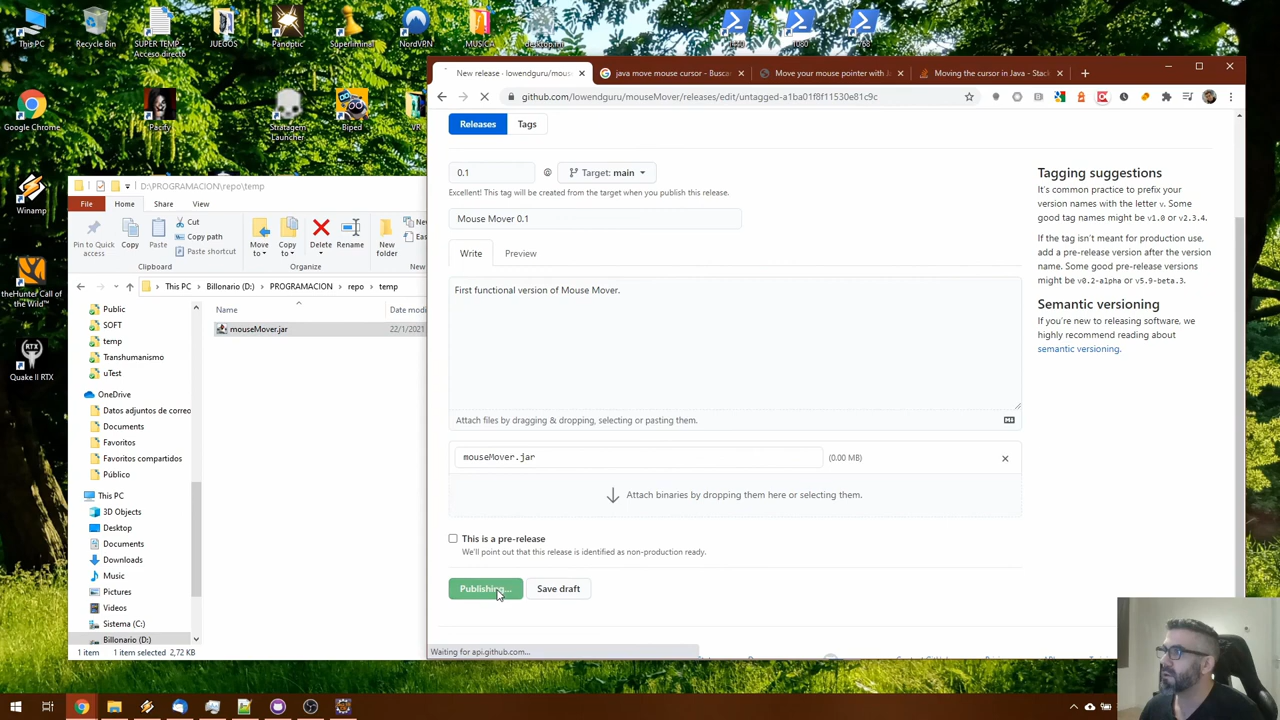 This PC
Recycle Bin
SUPER TEMP -
Acceso directo
JUEGOS
Panoptic
Superliminal
NordVPN
MUSICA
desktop.ini
1440
1080
768
Google Chrome
Pacify
Stratagem
Launcher
Biped
VR
Winamp
theHunter Call of
the Wild™
Quake II RTX
D:\PROGRAMACION\repo\temp
File
Home
Share
View
Pin to Quick
access
Copy
Paste
Cut
Copy path
Paste shortcut
Clipboard
Move
to
Copy
to
Delete
Rename
Organize
New
folder
This PC
Billonario (D:)
PROGRAMACION
repo
temp
Public
SOFT
temp
Transhumanismo
uTest
OneDrive
Datos adjuntos de correo
Documents
Favoritos
Favoritos compartidos
Público
This PC
3D Objects
Desktop
Documents
Downloads
Music
Pictures
Videos
Sistema (C:)
Billonario (D:)
Name
Date modi
mouseMover.jar
22/1/2021
1 item
1 item selected 2,72 KB
New release · lowendguru/mous
java move mouse cursor - Buscar
Move your mouse pointer with J
Moving the cursor in Java - Stack
github.com/lowendguru/mouseMover/releases/edit/untagged-a1ba01f8f11530e81c9c
Releases
Tags
0.1
@
Target: main
Excellent! This tag will be created from the target when you publish this release.
Mouse Mover 0.1
Write
Preview
First functional version of Mouse Mover.
Attach files by dragging & dropping, selecting or pasting them.
mouseMover.jar
(0.00 MB)
Attach binaries by dropping them here or selecting them.
This is a pre-release
We'll point out that this release is identified as non-production ready.
Publishing...
Save draft
Waiting for api.github.com...
Tagging suggestions
It's common practice to prefix your
version names with the letter v. Some
good tag names might be v1.0 or v2.3.4.
If the tag isn't meant for production use,
add a pre-release version after the
version name. Some good pre-release versions
might be v0.2-alpha or v5.9-beta.3.
Semantic versioning
If you're new to releasing software, we
highly recommend reading about
semantic versioning.